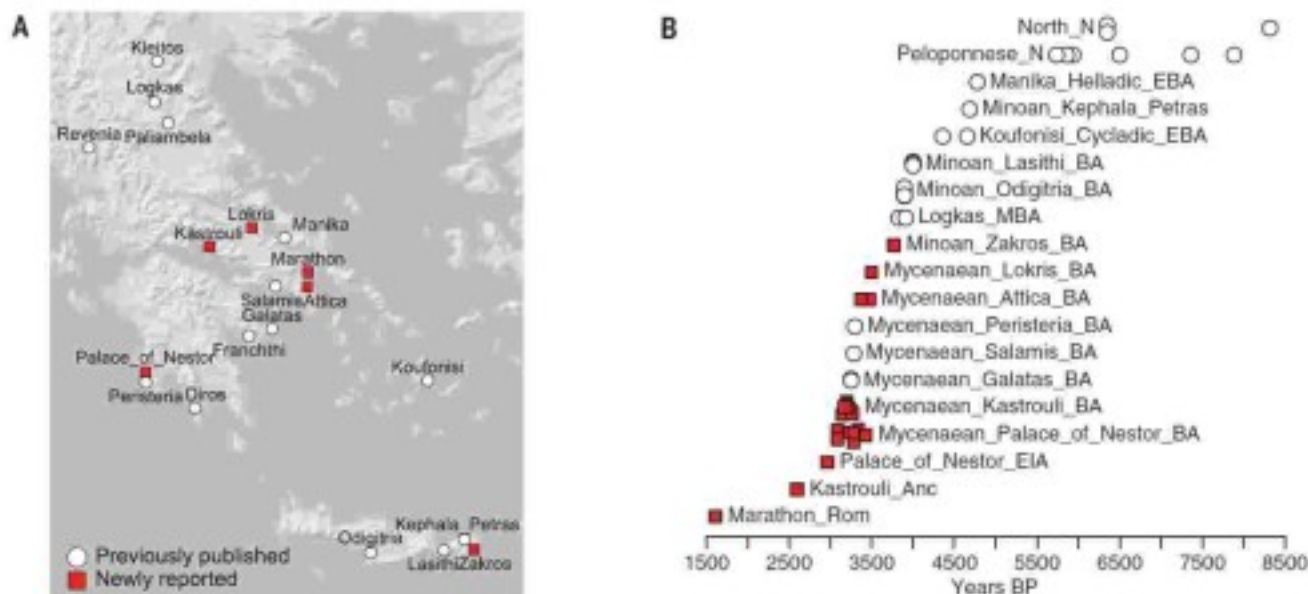 A
Kleitos
Logkas
Revenia
Paliambela
Lokris
Manika
Kastrouli
Marathon
Salamis
Attica
Galatas
Franchthi
Palace_of_Nestor
Koufonisi
Peristeria
Diros
Kephala_Petras
Odigitria
Lasithi
Zakros
Previously published
Newly reported
B
North_N
Peloponnese_N
Manika_Helladic_EBA
Minoan_Kephala_Petras
Koufonisi_Cycladic_EBA
Minoan_Lasithi_BA
Minoan_Odigitria_BA
Logkas_MBA
Minoan_Zakros_BA
Mycenaean_Lokris_BA
Mycenaean_Attica_BA
Mycenaean_Peristeria_BA
Mycenaean_Salamis_BA
Mycenaean_Galatas_BA
Mycenaean_Kastrouli_BA
Mycenaean_Palace_of_Nestor_BA
Palace_of_Nestor_EIA
Kastrouli_Anc
Marathon_Rom
1500 2500 3500 4500 5500 6500 7500 8500
Years BP